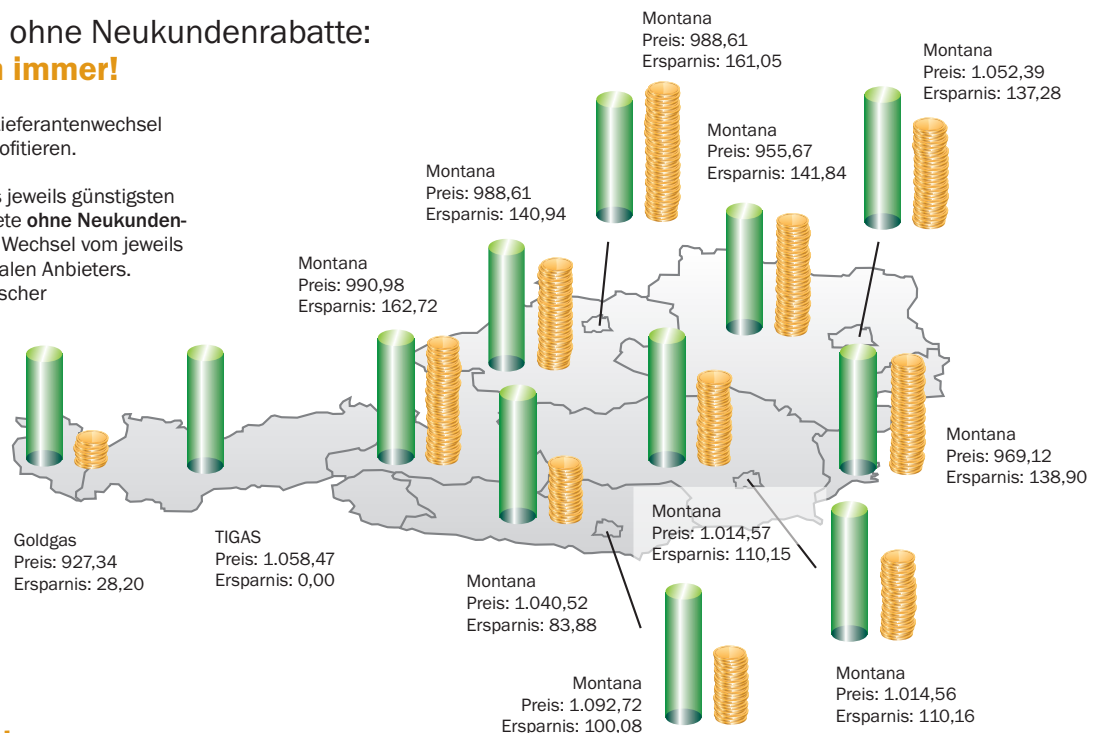 ohne Neukundenrabatte:
immer!
Lieferantenwechsel
jeweils günstigsten
ohne Neukunden-
Wechsel vom jeweils
Anbieters.
Montana
Preis: 988,61
Ersparnis: 161,05
Montana
Preis: 1.052,39
Ersparnis: 137,28
Montana
Preis: 955,67
Ersparnis: 141,84
Montana
Preis: 988,61
Ersparnis: 140,94
Montana
Preis: 990,98
Ersparnis: 162,72
Montana
Preis: 969,12
Ersparnis: 138,90
Goldgas
Preis: 927,34
Ersparnis: 28,20
TIGAS
Preis: 1.058,47
Ersparnis: 0,00
Montana
Preis: 1.014,57
Ersparnis: 110,15
Montana
Preis: 1.040,52
Ersparnis: 83,88
Montana
Preis: 1.092,72
Ersparnis: 100,08
Montana
Preis: 1.014,56
Ersparnis: 110,16